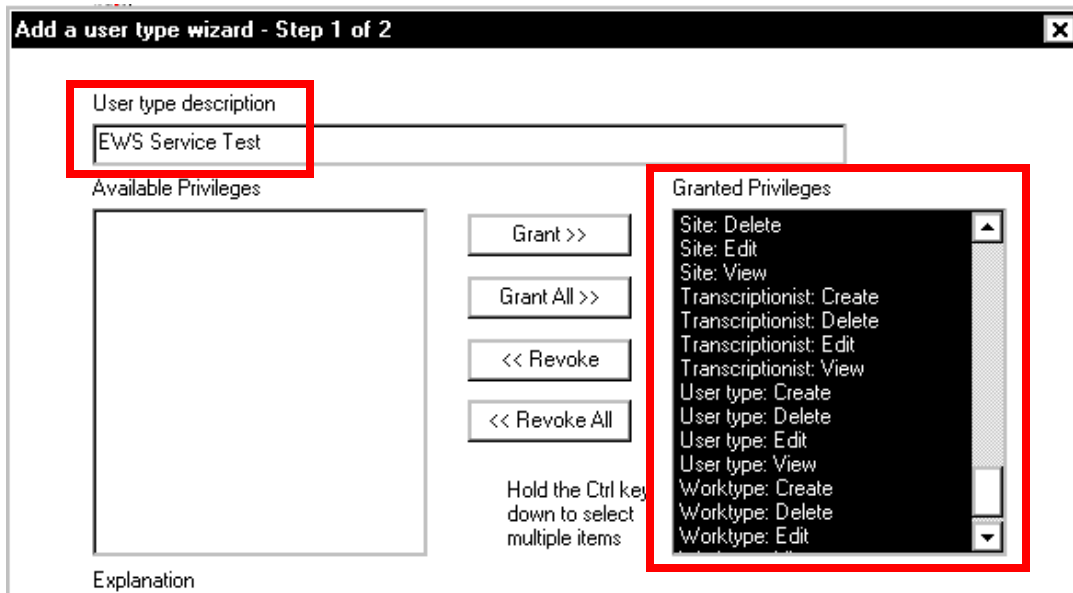 Add a user type wizard - Step 1 of 2
User type description
EWS Service Test
Available Privileges
Granted Privileges
Grant >>
Grant All >>
<< Revoke
<< Revoke All
Hold the Ctrl key
down to select
multiple items
Site: Delete
Site: Edit
Site: View
Transcriptionist: Create
Transcriptionist: Delete
Transcriptionist: Edit
Transcriptionist: View
User type: Create
User type: Delete
User type: Edit
User type: View
Worktype: Create
Worktype: Delete
Worktype: Edit
Explanation